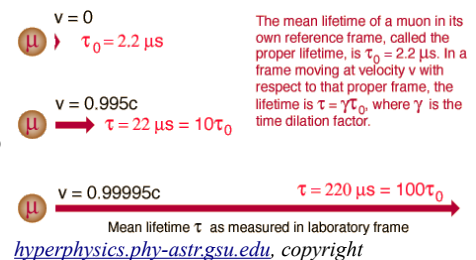 v = 0
μ τ₀ = 2.2 μs
The mean lifetime of a muon in its
own reference frame, called the
proper lifetime, is τ₀ = 2.2 μs. In a
frame moving at velocity v with
respect to that proper frame, the
lifetime is τ = γτ₀, where γ is the
time dilation factor.
v = 0.995c
μ τ = 22 μs = 10τ₀
v = 0.99995c
τ = 220 μs = 100τ₀
μ
Mean lifetime τ as measured in laboratory frame
hyperphysics.phy-astr.gsu.edu, copyright